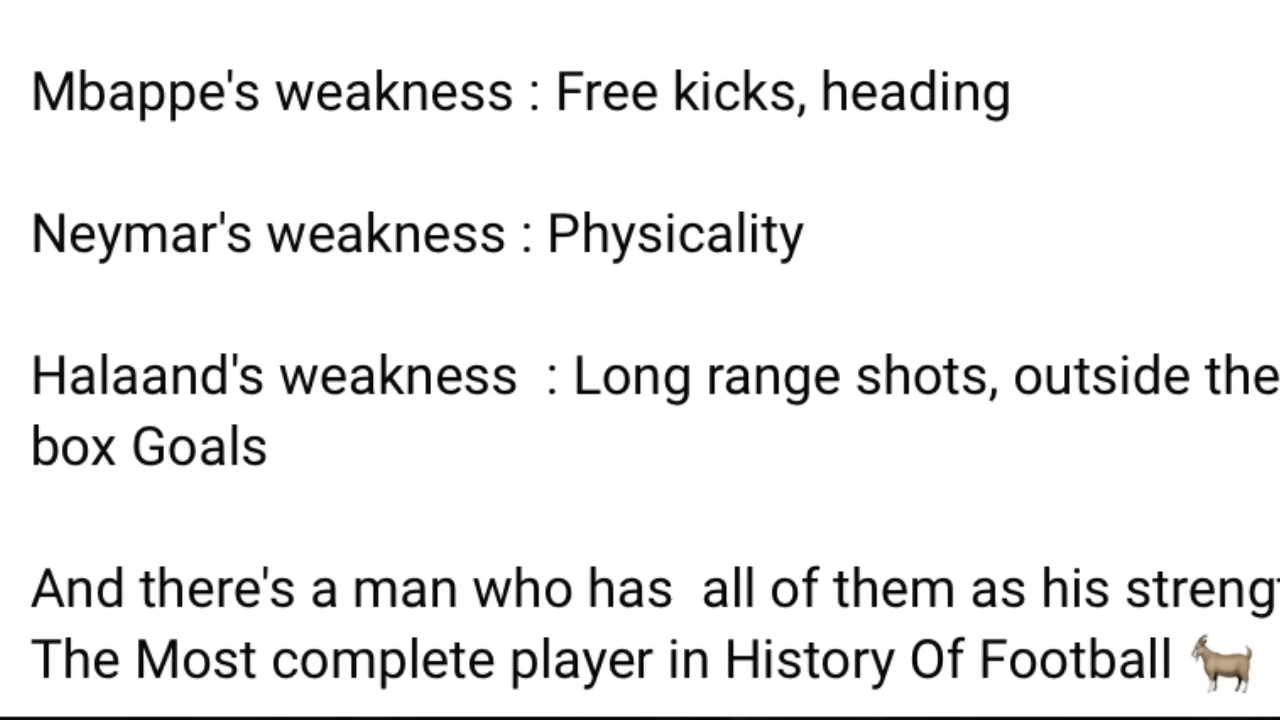 Mbappe's weakness : Free kicks, heading
Neymar's weakness : Physicality
Halaand's weakness  : Long range shots, outside the
box Goals
And there's a man who has  all of them as his
The Most complete player in History Of Football 🐐